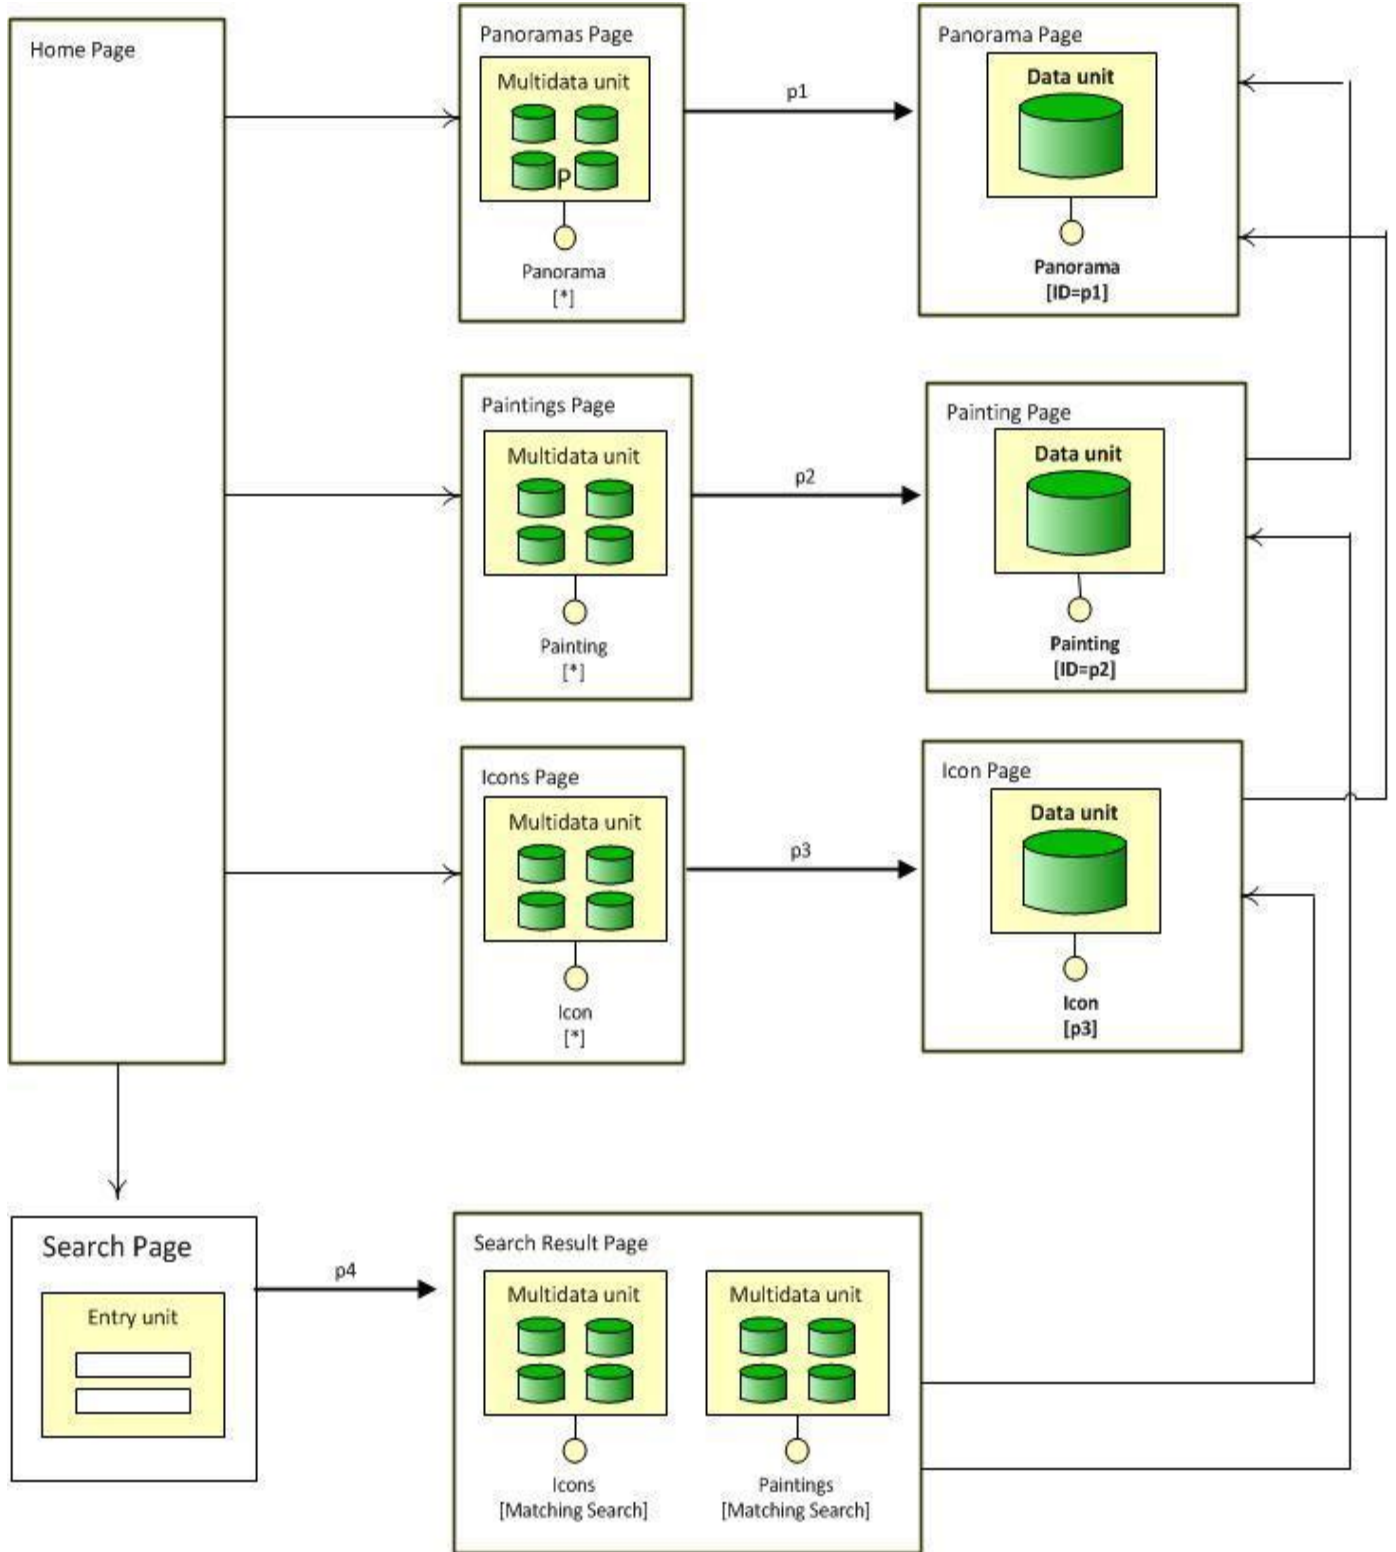 Home Page
Panoramas Page
Multidata unit
P
Panorama
[*]
p1
Panorama Page
Data unit
Panorama
[ID=p1]
Paintings Page
Multidata unit
Painting
[*]
p2
Painting Page
Data unit
Painting
[ID=p2]
Icons Page
Multidata unit
Icon
[*]
p3
Icon Page
Data unit
Icon
[p3]
Search Page
Entry unit
p4
Search Result Page
Multidata unit
Icons
[Matching Search]
Multidata unit
Paintings
[Matching Search]